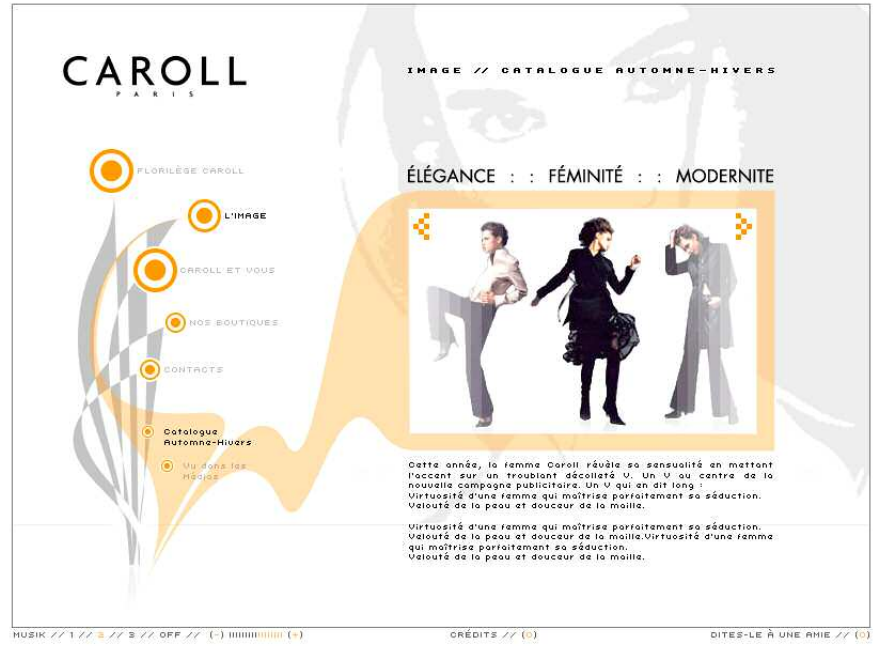 CAROLL
PARIS
IMAGE // CATALOGUE AUTOMNE-HIVERS
FLORILÈGE CAROLL
L'IMAGE
CAROLL ET VOUS
NOS BOUTIQUES
CONTACTS
Catalogue
Automne-Hivers
Vu dans les
Médias
ÉLÉGANCE : : FÉMINITÉ : : MODERNITE
Cette année, la femme Caroll révèle sa sensualité en mettant
l'accent sur un troublant décolleté V. Un V au centre de la
nouvelle campagne publicitaire. Un V qui en dit long :
Virtuosité d'une femme qui maîtrise parfaitement sa séduction.
Velouté de la peau et douceur de la maille.
Virtuosité d'une femme qui maîtrise parfaitement sa séduction.
Velouté de la peau et douceur de la maille.Virtuosité d'une femme
qui maîtrise parfaitement sa séduction.
Velouté de la peau et douceur de la maille.
MUSIK // 1 // 2 // 3 // OFF // (-) IIIIIIIIIIIIIIII (+)
CRÉDITS // (O)
DITES-LE À UNE AMIE // (O)